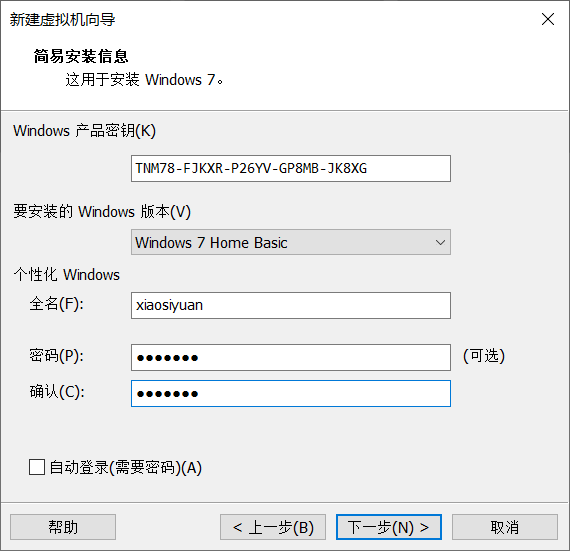 新建虚拟机向导
简易安装信息
这用于安装 Windows 7。
Windows 产品密钥(K)
TNM78-FJKXR-P26YV-GP8MB-JK8XG
要安装的 Windows 版本(V)
Windows 7 Home Basic
个性化 Windows
全名(F): xiaosiyuan
密码(P): ●●●●●●● (可选)
确认(C): ●●●●●●●
自动登录(需要密码)(A)
帮助 < 上一步(B) 下一步(N) > 取消